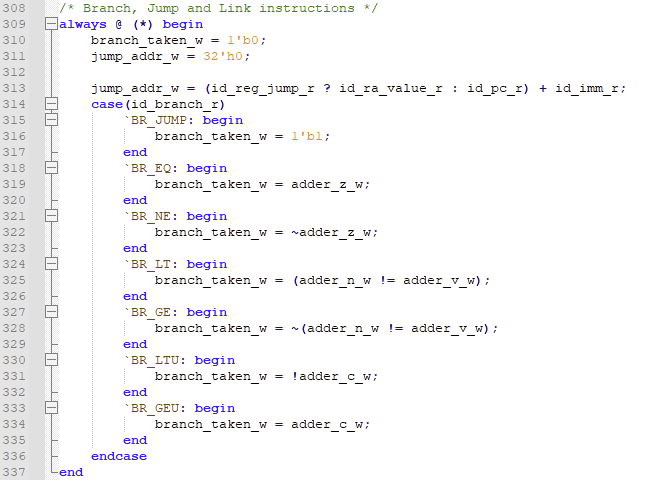 308 /* Branch, Jump and Link instructions */
309 always @ (*) begin
310 branch_taken_w = 1'b0;
311 jump_addr_w = 32'h0;
312
313 jump_addr_w = (id_reg_jump_r ? id_ra_value_r : id_pc_r) + id_imm_r;
314 case(id_branch_r)
315 `BR_JUMP: begin
316 branch_taken_w = 1'b1;
317 end
318 `BR_EQ: begin
319 branch_taken_w = adder_z_w;
320 end
321 `BR_NE: begin
322 branch_taken_w = ~adder_z_w;
323 end
324 `BR_LT: begin
325 branch_taken_w = (adder_n_w != adder_v_w);
326 end
327 `BR_GE: begin
328 branch_taken_w = ~(adder_n_w != adder_v_w);
329 end
330 `BR_LTU: begin
331 branch_taken_w = !adder_c_w;
332 end
333 `BR_GEU: begin
334 branch_taken_w = adder_c_w;
335 end
336 endcase
337 end